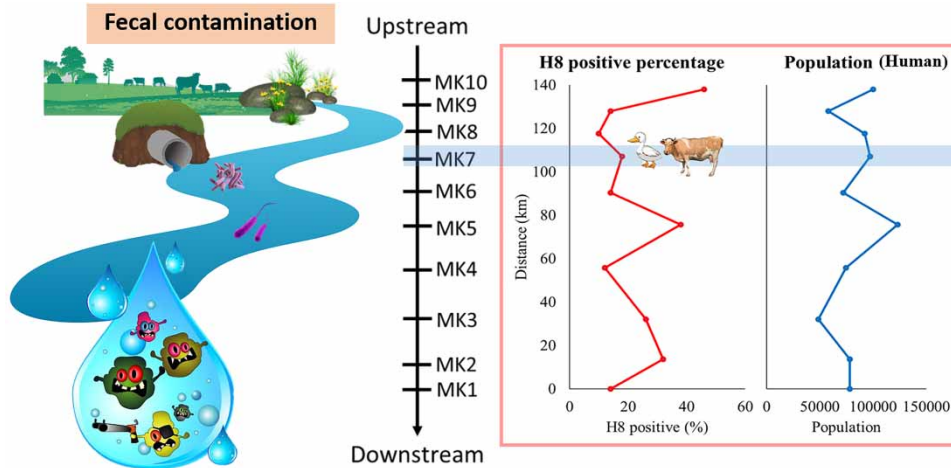 Fecal contamination
Upstream
MK10
MK9
MK8
MK7
MK6
MK5
MK4
MK3
MK2
MK1
Downstream
H8 positive percentage
Distance (km)
140
120
100
80
60
40
20
0
0 20 40 60
H8 positive (%)
Population (Human)
0 50000 100000 150000
Population